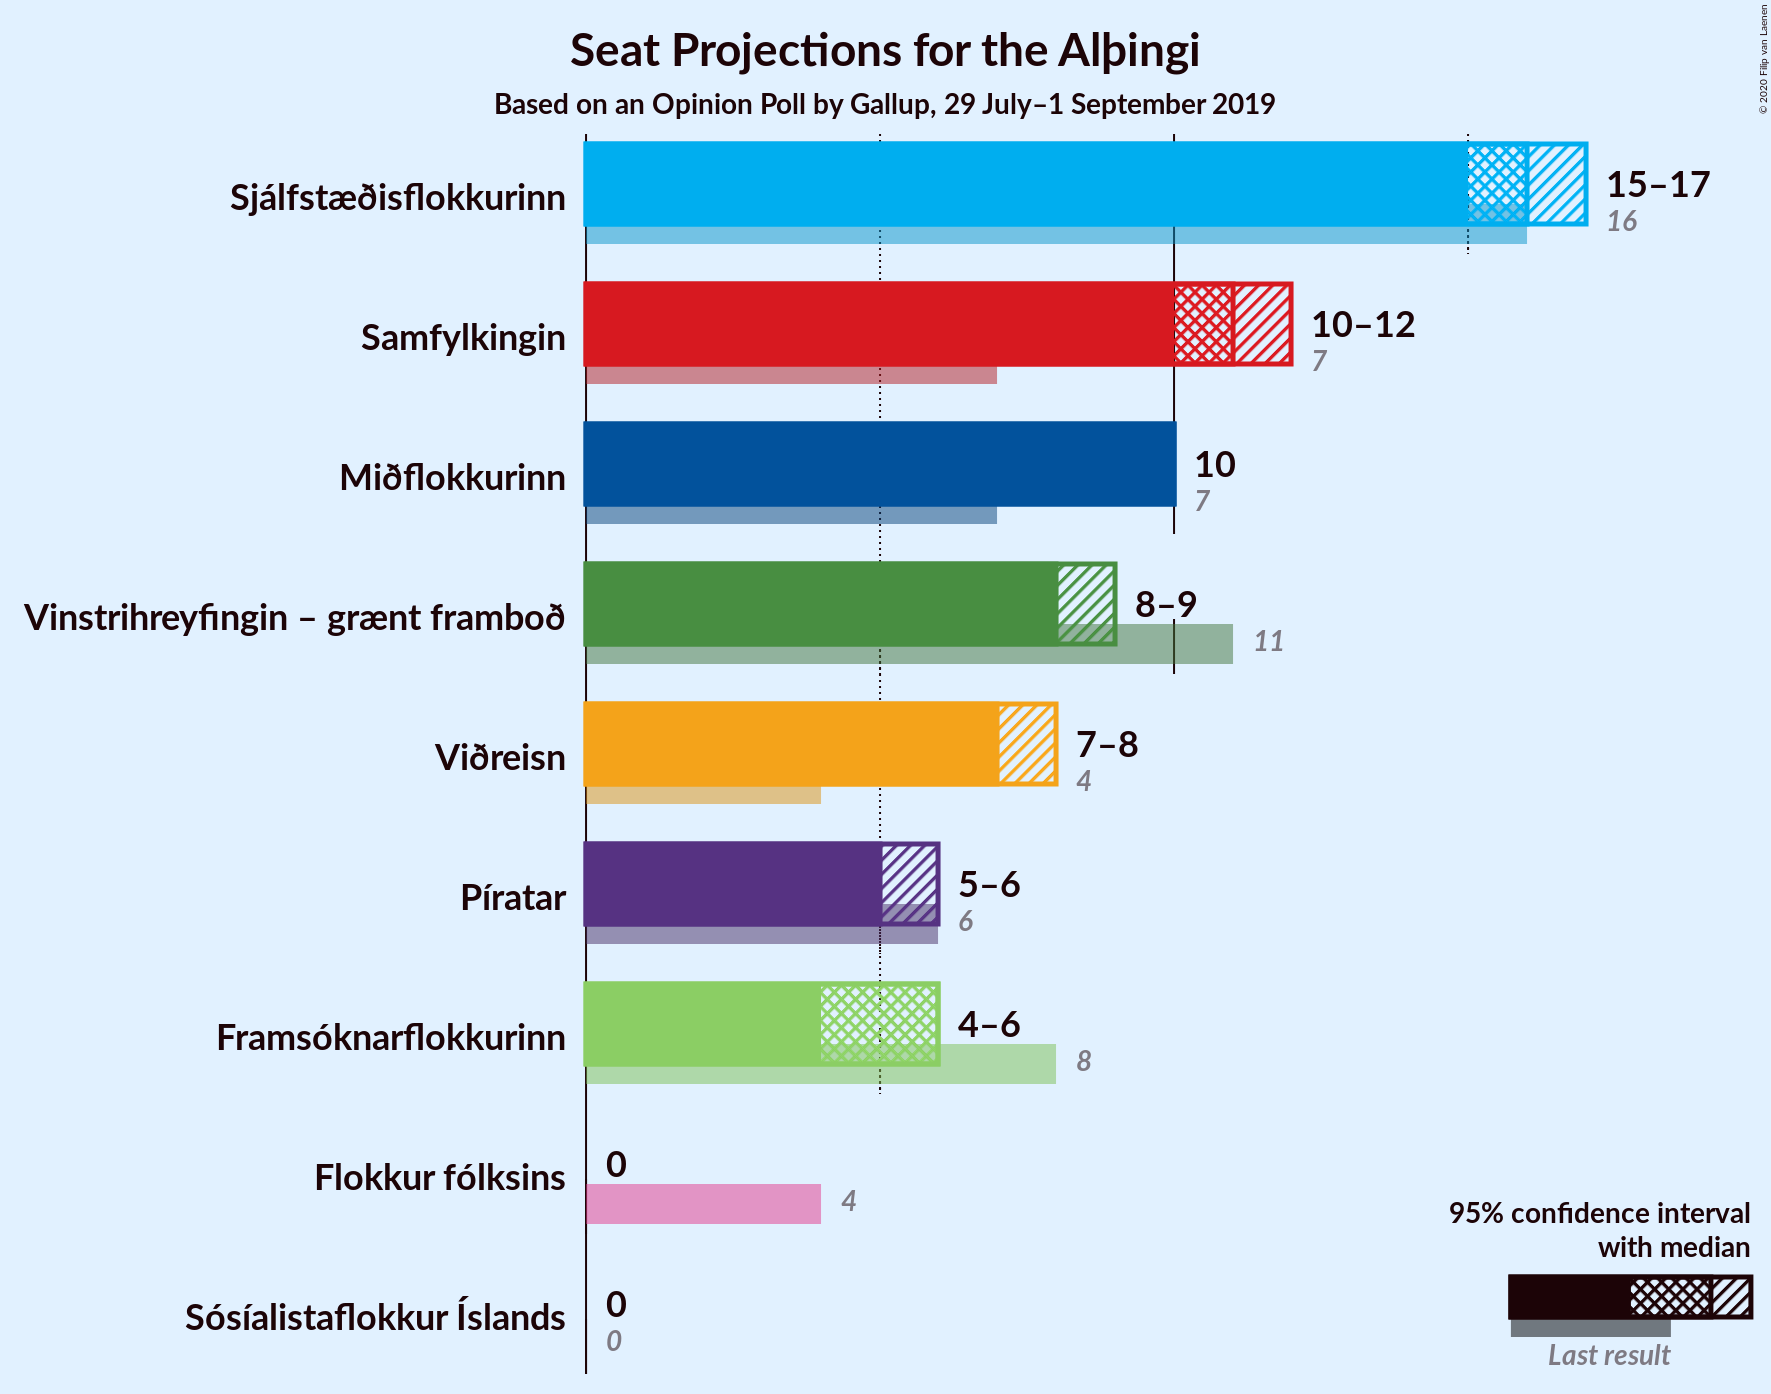 Seat Projections for the Alþingi
Based on an Opinion Poll by Gallup, 29 July–1 September 2019
© 2020 Filip van Laenen
Sjálfstæðisflokkurinn
15–17
16
Samfylkingin
10–12
7
Miðflokkurinn
10
7
Vinstrihreyfingin – grænt framboð
8–9
11
Viðreisn
7–8
4
Píratar
5–6
6
Framsóknarflokkurinn
4–6
8
Flokkur fólksins
0
4
Sósíalistaflokkur Íslands
0
0
95% confidence interval
with median
Last result